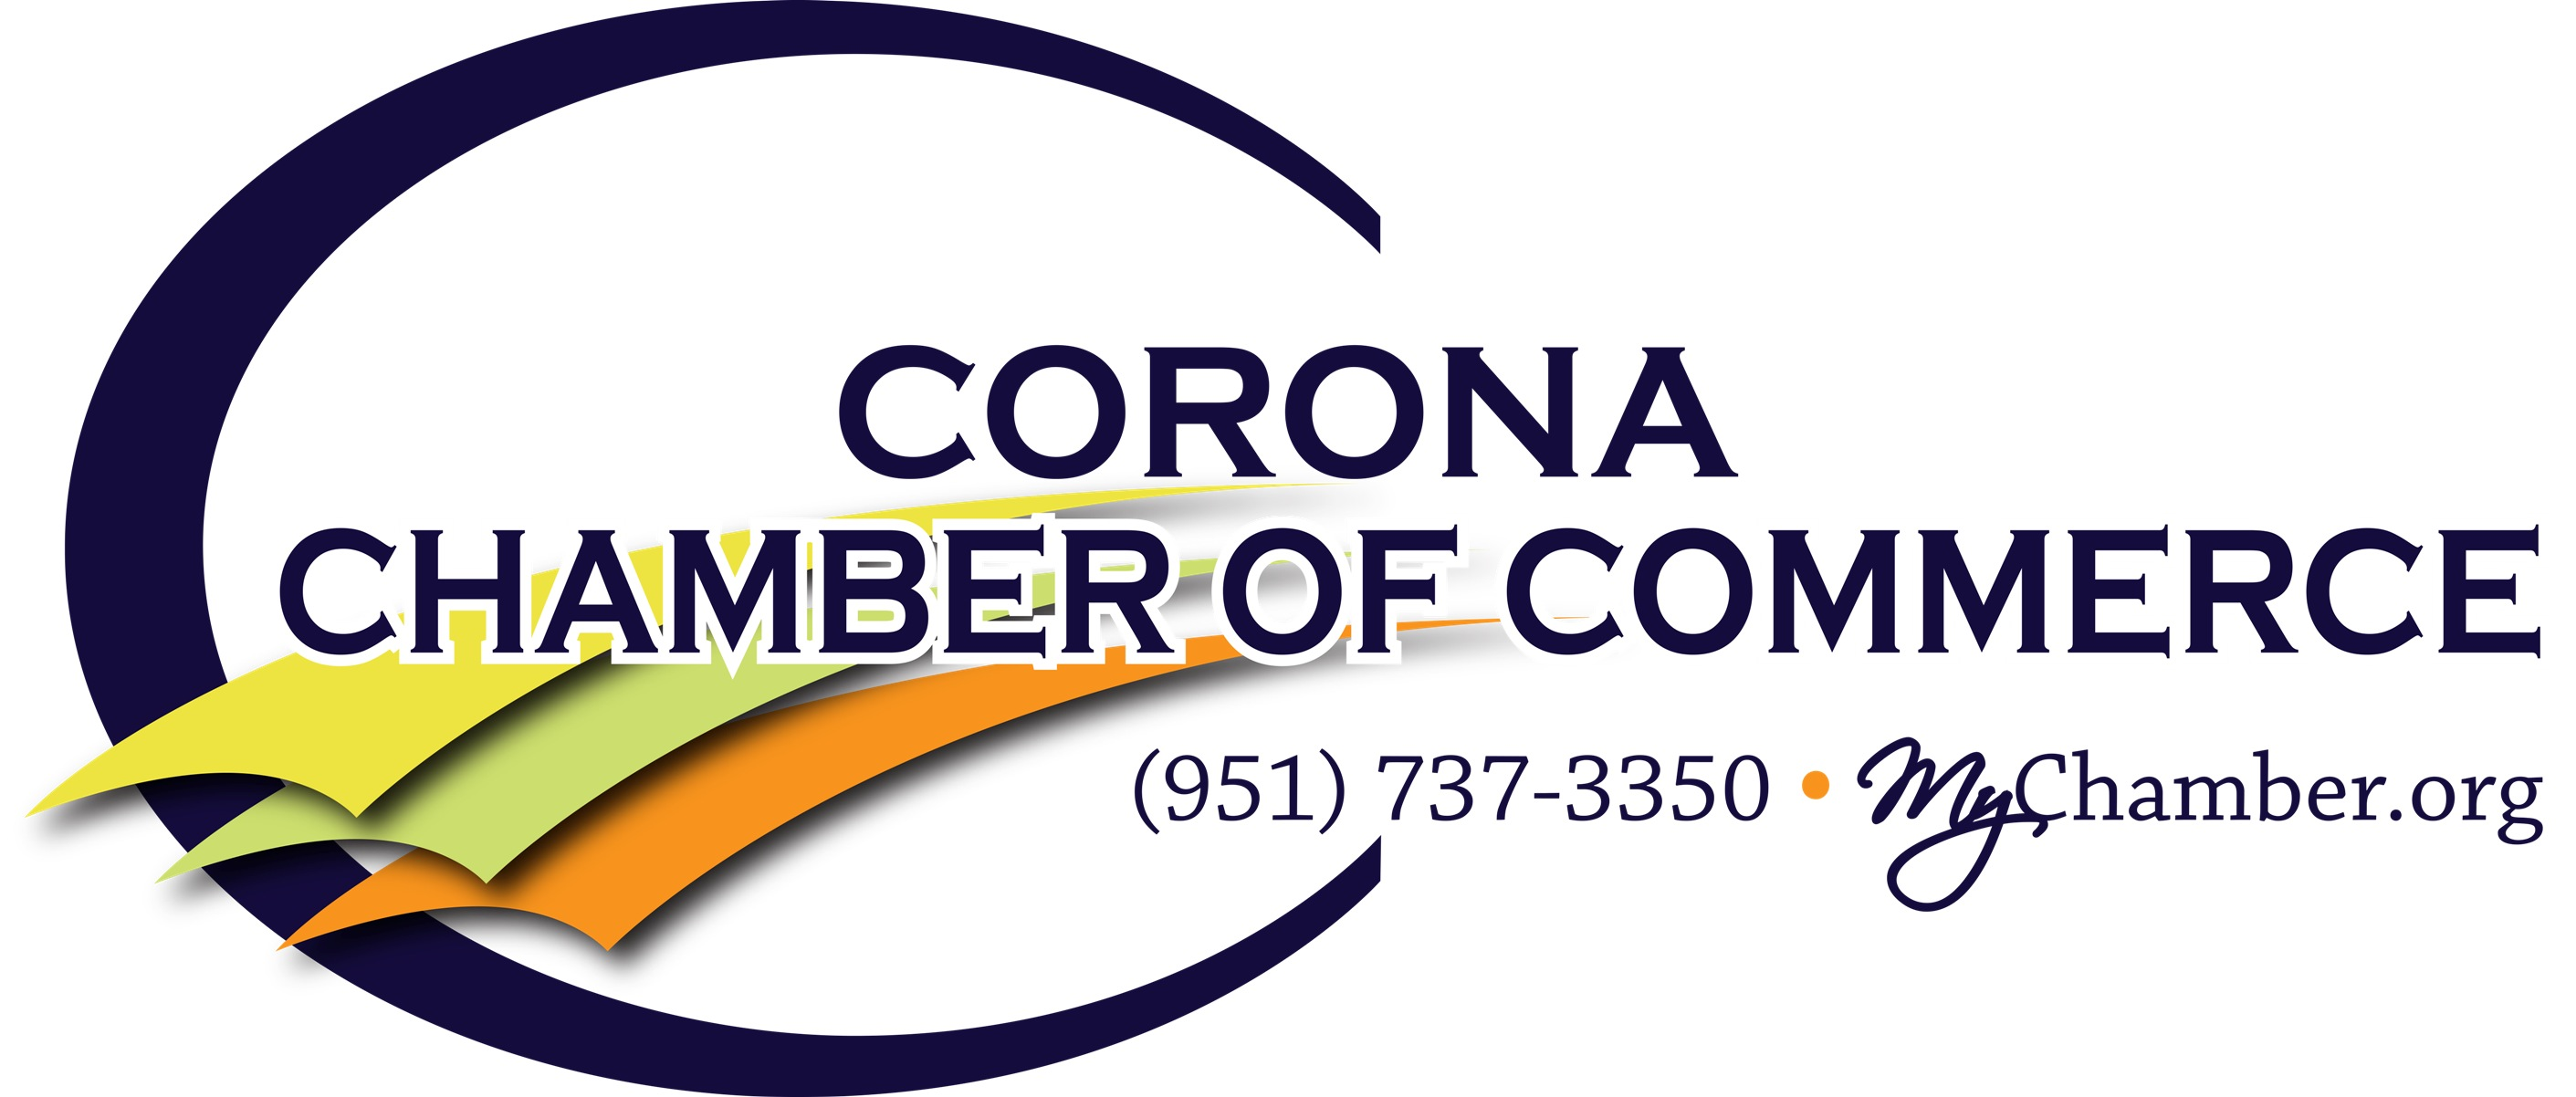 CORONA
CHAMBER OF COMMERCE
(951) 737-3350 • MyChamber.org